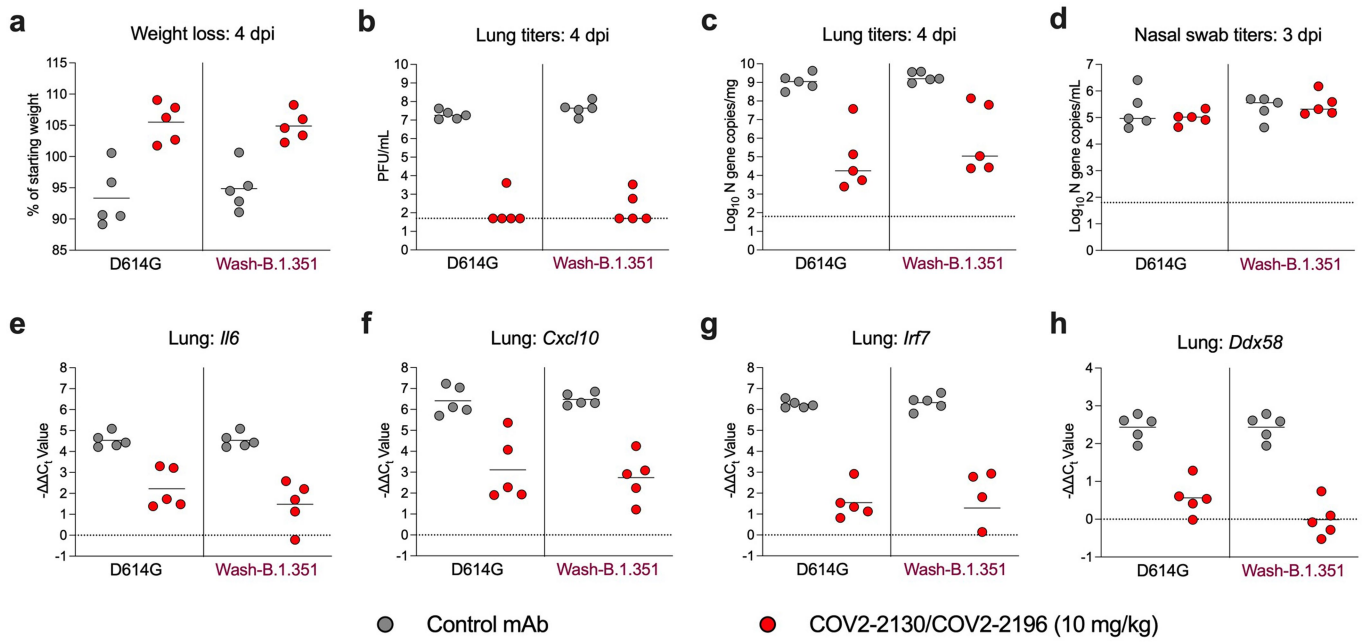 a
Weight loss: 4 dpi
% of starting weight
115
110
105
100
95
90
85
D614G
Wash-B.1.351
b
Lung titers: 4 dpi
PFU/mL
10
9
8
7
6
5
4
3
2
1
0
D614G
Wash-B.1.351
c
Lung titers: 4 dpi
Log10 N gene copies/mg
10
9
8
7
6
5
4
3
2
1
0
D614G
Wash-B.1.351
d
Nasal swab titers: 3 dpi
Log10 N gene copies/mL
7
6
5
4
3
2
1
0
D614G
Wash-B.1.351
e
Lung: Il6
-ΔΔCt Value
8
7
6
5
4
3
2
1
0
-1
D614G
Wash-B.1.351
f
Lung: Cxcl10
-ΔΔCt Value
8
7
6
5
4
3
2
1
0
-1
D614G
Wash-B.1.351
g
Lung: Irf7
-ΔΔCt Value
8
7
6
5
4
3
2
1
0
-1
D614G
Wash-B.1.351
h
Lung: Ddx58
-ΔΔCt Value
4
3
2
1
0
-1
D614G
Wash-B.1.351
Control mAb
COV2-2130/COV2-2196 (10 mg/kg)